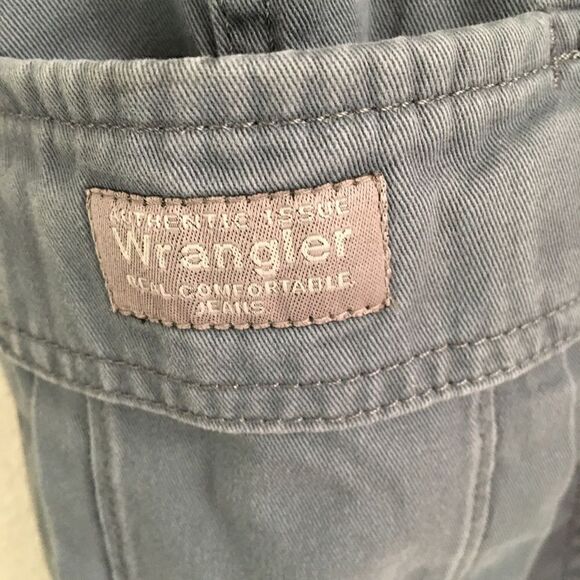 AUTHENTIC ISSUE
Wrangler
REAL COMFORTABLE
JEANS